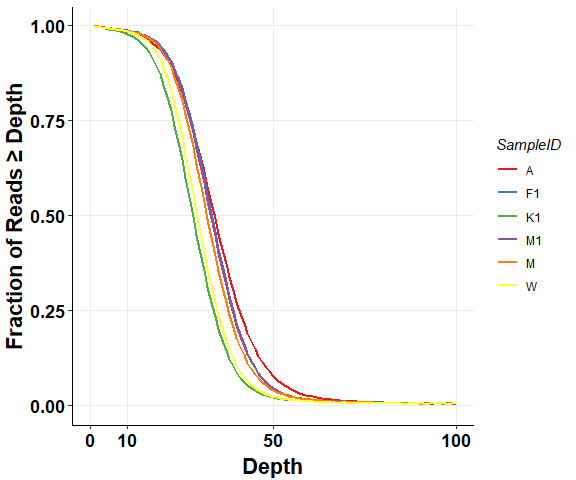 1.00
0.75
0.50
0.25
0.00
Fraction of Reads ≥ Depth
0 10 50 100
Depth
SampleID
A
F1
K1
M1
M
W